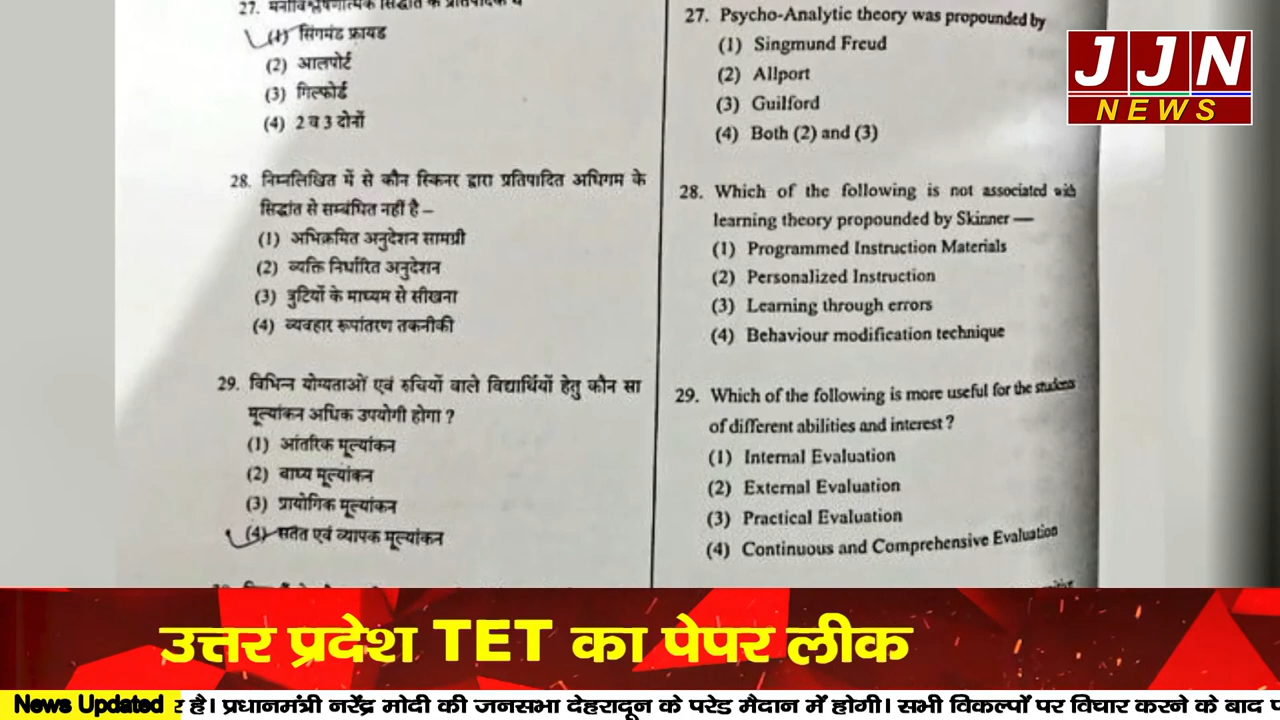 27. मनोविश्लेषणात्मक सिद्धांत के प्रतिपादक थे
(1) सिगमंड फ्रायड
(2) आलपोर्ट
(3) गिल्फोर्ड
(4) 2 व 3 दोनों
28. निम्नलिखित में से कौन स्किनर द्वारा प्रतिपादित अधिगम के
सिद्धांत से सम्बंधित नहीं है –
(1) अभिक्रमित अनुदेशन सामग्री
(2) व्यक्ति निर्धारित अनुदेशन
(3) त्रुटियों के माध्यम से सीखना
(4) व्यवहार रूपांतरण तकनीकी
29. विभिन्न योग्यताओं एवं रुचियों वाले विद्यार्थियों हेतु कौन सा
मूल्यांकन अधिक उपयोगी होगा ?
(1) आंतरिक मूल्यांकन
(2) बाध्य मूल्यांकन
(3) प्रायोगिक मूल्यांकन
(4) सतत एवं व्यापक मूल्यांकन
27. Psycho-Analytic theory was propounded by
(1) Singmund Freud
(2) Allport
(3) Guilford
(4) Both (2) and (3)
28. Which of the following is not associated with
learning theory propounded by Skinner —
(1) Programmed Instruction Materials
(2) Personalized Instruction
(3) Learning through errors
(4) Behaviour modification technique
29. Which of the following is more useful for the students
of different abilities and interest ?
(1) Internal Evaluation
(2) External Evaluation
(3) Practical Evaluation
(4) Continuous and Comprehensive Evaluation
JJN
NEWS
उत्तर प्रदेश TET का पेपर लीक
News Updated
है। प्रधानमंत्री नरेंद्र मोदी की जनसभा देहरादून के परेड मैदान में होगी। सभी विकल्पों पर विचार करने के बाद